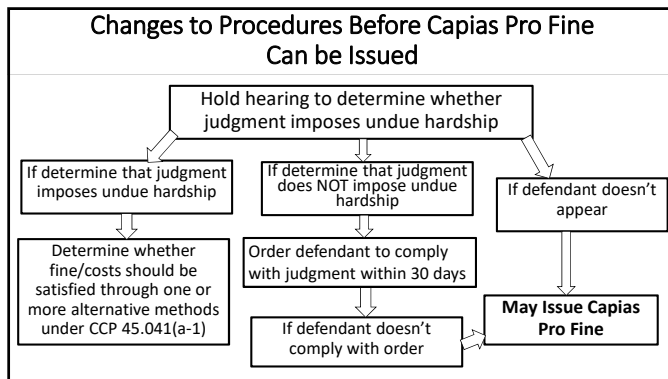 Changes to Procedures Before Capias Pro Fine
Can be Issued
Hold hearing to determine whether
judgment imposes undue hardship
If determine that judgment
imposes undue hardship
If determine that judgment
does NOT impose undue
hardship
If defendant doesn't
appear
Determine whether
fine/costs should be
satisfied through one or
more alternative methods
under CCP 45.041(a-1)
Order defendant to comply
with judgment within 30 days
If defendant doesn't
comply with order
May Issue Capias
Pro Fine